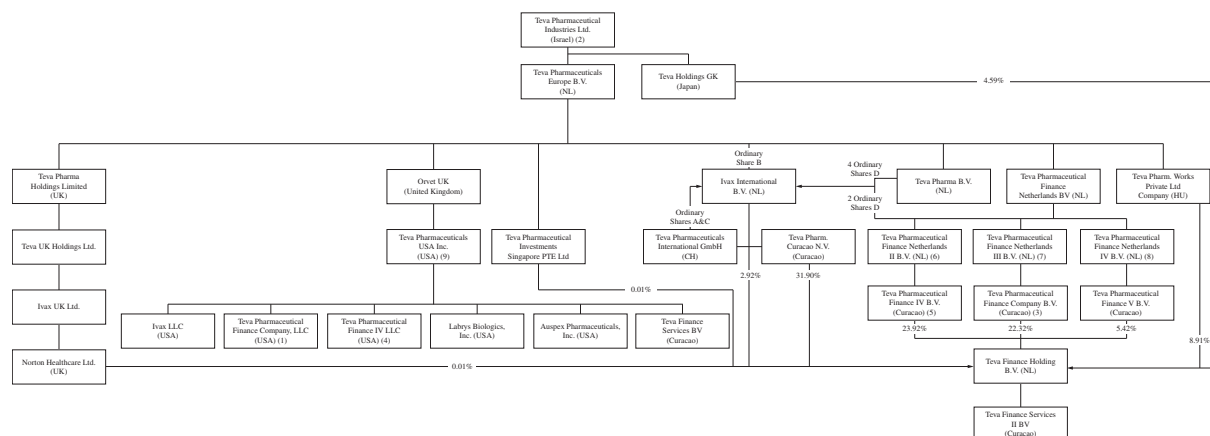 Teva Pharmaceutical
Industries Ltd.
(Israel) (2)
Teva Pharmaceuticals
Europe B.V.
(NL)
Teva Holdings GK
(Japan)
4.59%
Teva Pharma
Holdings Limited
(UK)
Orvet UK
(United Kingdom)
Ordinary
Share B
Ivax International
B.V. (NL)
4 Ordinary
Shares D
Teva Pharma B.V.
(NL)
2 Ordinary
Shares D
Teva Pharmaceutical
Finance
Netherlands BV (NL)
Teva Pharm. Works
Private Ltd
Company (HU)
Ordinary
Shares A&C
Teva UK Holdings Ltd.
Teva Pharmaceuticals
USA Inc.
(USA) (9)
Teva Pharmaceutical
Investments
Singapore PTE Ltd
Teva Pharmaceuticals
International GmbH
(CH)
Teva Pharm.
Curacao N.V.
(Curacao)
Teva Pharmaceutical
Finance Netherlands
II B.V. (NL) (6)
Teva Pharmaceutical
Finance Netherlands
III B.V. (NL) (7)
Teva Pharmaceutical
Finance Netherlands
IV B.V. (NL) (8)
2.92%
31.90%
0.01%
Ivax UK Ltd.
Ivax LLC
(USA)
Teva Pharmaceutical
Finance Company, LLC
(USA) (1)
Teva Pharmaceutical
Finance IV LLC
(USA) (4)
Labrys Biologics,
Inc. (USA)
Auspex Pharmaceuticals,
Inc. (USA)
Teva Finance
Services BV
(Curacao)
Teva Pharmaceutical
Finance IV B.V.
(Curacao) (5)
Teva Pharmaceutical
Finance Company B.V.
(Curacao) (3)
Teva Pharmaceutical
Finance V B.V.
(Curacao)
23.92%
22.32%
5.42%
8.91%
Norton Healthcare Ltd.
(UK)
0.01%
Teva Finance Holding
B.V. (NL)
Teva Finance Services
II BV
(Curacao)